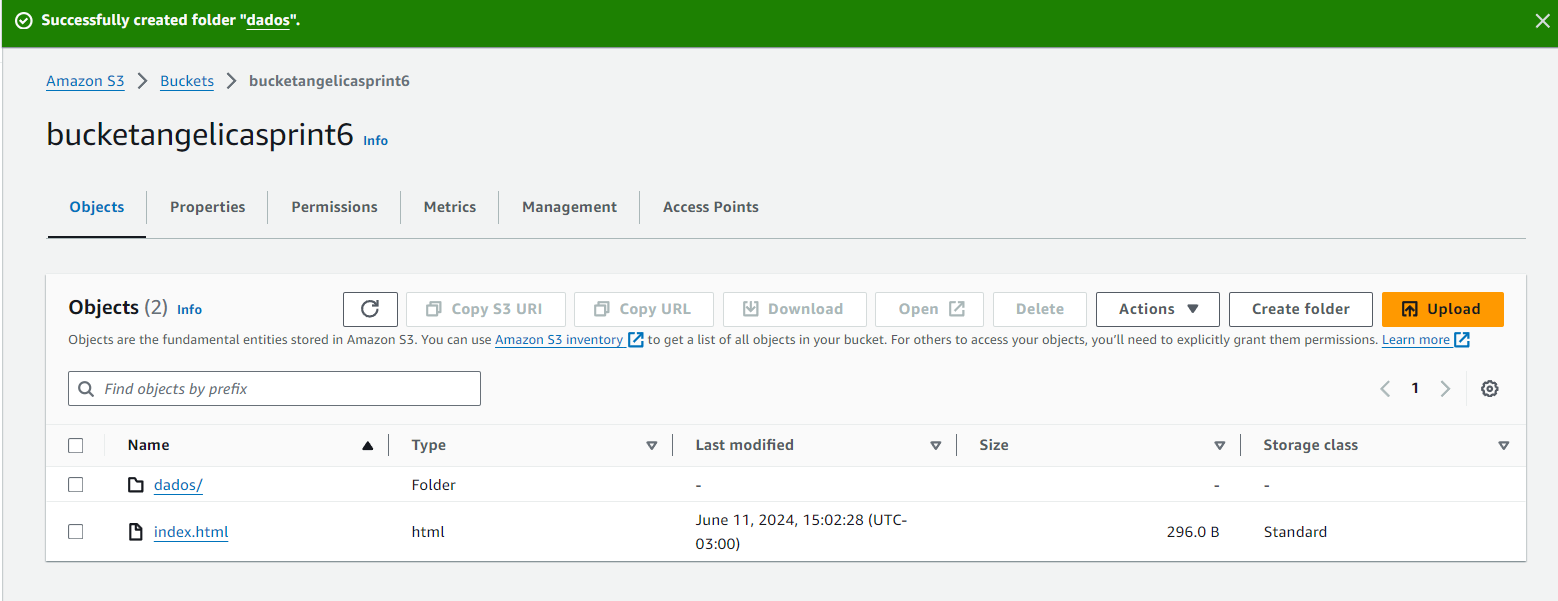 Successfully created folder "dados".
Amazon S3 Buckets bucketangelicasprint6
bucketangelicasprint6 Info
Objects Properties Permissions Metrics Management Access Points
Objects (2) Info Copy S3 URI Copy URL Download Open Delete Actions Create folder Upload
Objects are the fundamental entities stored in Amazon S3. You can use Amazon S3 inventory to get a list of all objects in your bucket. For others to access your objects, you'll need to explicitly grant them permissions. Learn more
Find objects by prefix 1
Name Type Last modified Size Storage class
dados/ Folder - - -
index.html html June 11, 2024, 15:02:28 (UTC-
03:00) 296.0 B Standard